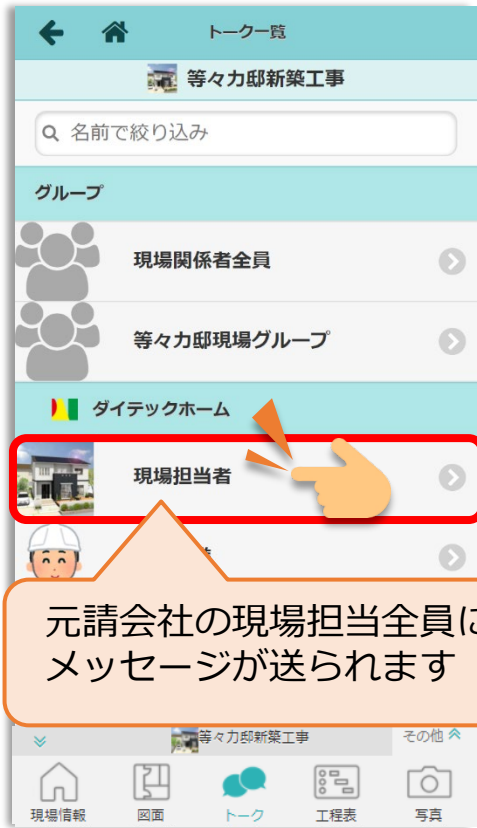 トーク一覧
等々力邸新築工事
名前で絞り込み
グループ
現場関係者全員
等々力邸現場グループ
ダイテックホーム
現場担当者
元請会社の現場担当全員に
メッセージが送られます
等々力邸新築工事
その他
現場情報
図面
トーク
工程表
写真